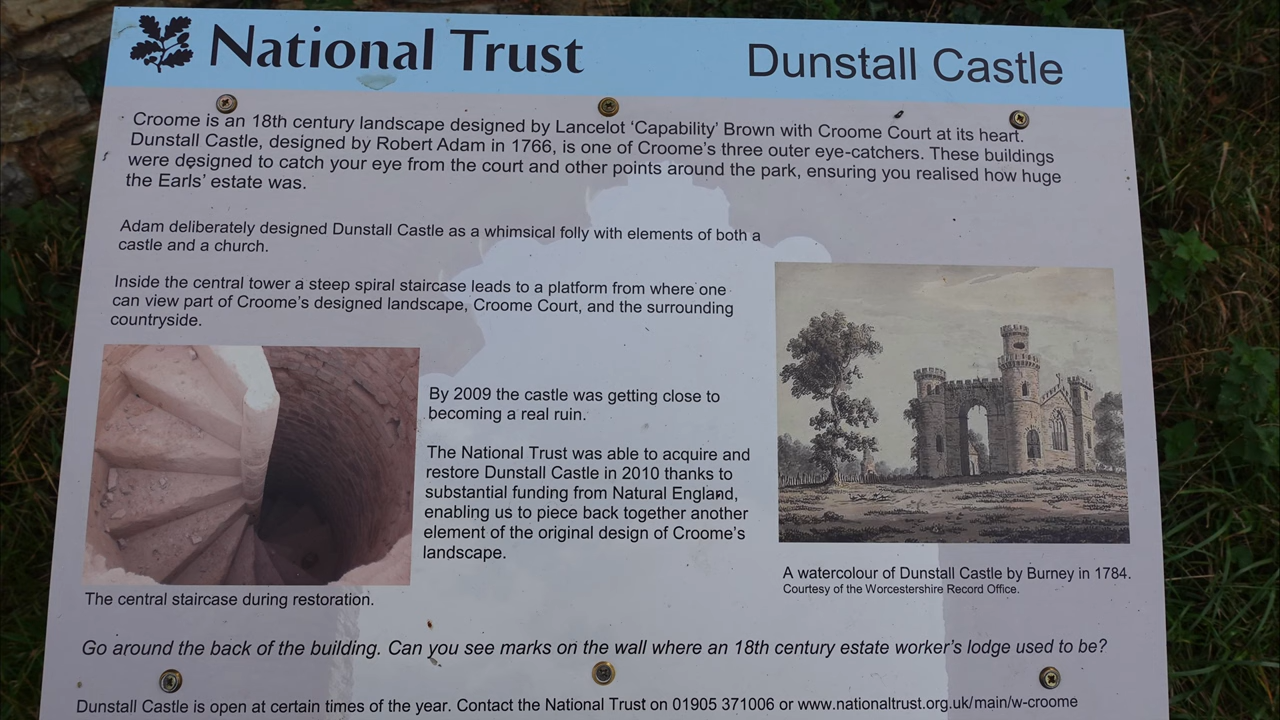 National Trust
Dunstall Castle
Croome is an 18th century landscape designed by Lancelot ‘Capability’ Brown with Croome Court at its heart.
Dunstall Castle, designed by Robert Adam in 1766, is one of Croome’s three outer eye-catchers. These buildings
were designed to catch your eye from the court and other points around the park, ensuring you realised how huge
the Earls’ estate was.
Adam deliberately designed Dunstall Castle as a whimsical folly with elements of both a
castle and a church.
Inside the central tower a steep spiral staircase leads to a platform from where one
can view part of Croome’s designed landscape, Croome Court, and the surrounding
countryside.
By 2009 the castle was getting close to
becoming a real ruin.
The National Trust was able to acquire and
restore Dunstall Castle in 2010 thanks to
substantial funding from Natural England,
enabling us to piece back together another
element of the original design of Croome’s
landscape.
The central staircase during restoration.
A watercolour of Dunstall Castle by Burney in 1784.
Courtesy of the Worcestershire Record Office.
Go around the back of the building. Can you see marks on the wall where an 18th century estate worker’s lodge used to be?
Dunstall Castle is open at certain times of the year. Contact the National Trust on 01905 371006 or www.nationaltrust.org.uk/main/w-croome